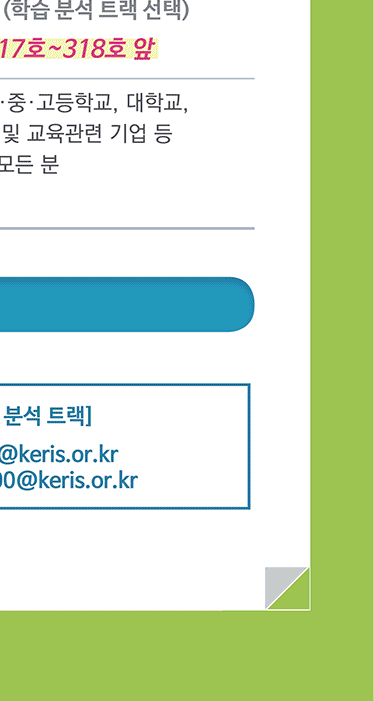 (학습 분석 트랙 선택)
17호~318호 앞
·중·고등학교, 대학교,
및 교육관련 기업 등
모든 분
분석 트랙]
@keris.or.kr
00@keris.or.kr